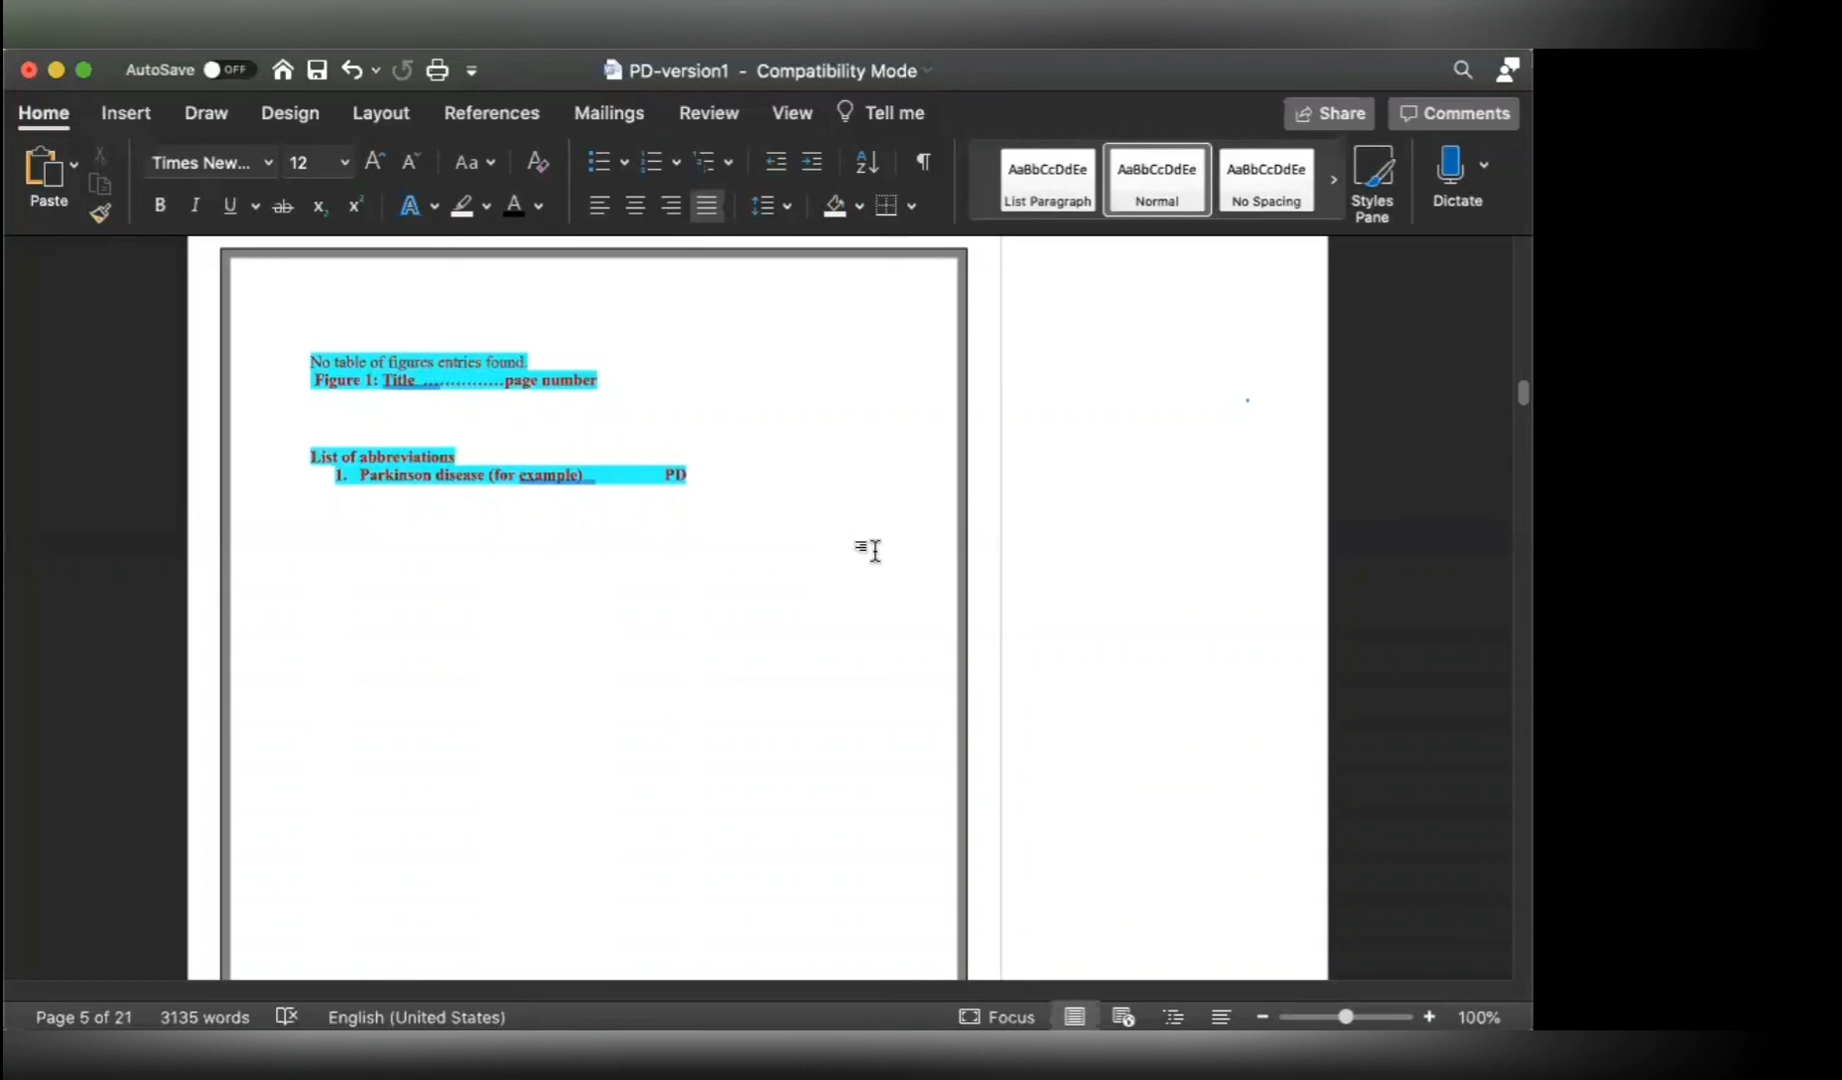 AutoSave OFF PD-version1 - Compatibility Mode
Home Insert Draw Design Layout References Mailings Review View Tell me Share Comments
Paste Times New... 12 Aa AaBbCcDdEe AaBbCcDdEe AaBbCcDdEe
List Paragraph Normal No Spacing Styles Pane Dictate
B I U ab x2 x2 A A
No table of figures entries found.
Figure 1: Title ...............page number
List of abbreviations
1. Parkinson disease (for example) PD
Page 5 of 21 3135 words English (United States) Focus 100%